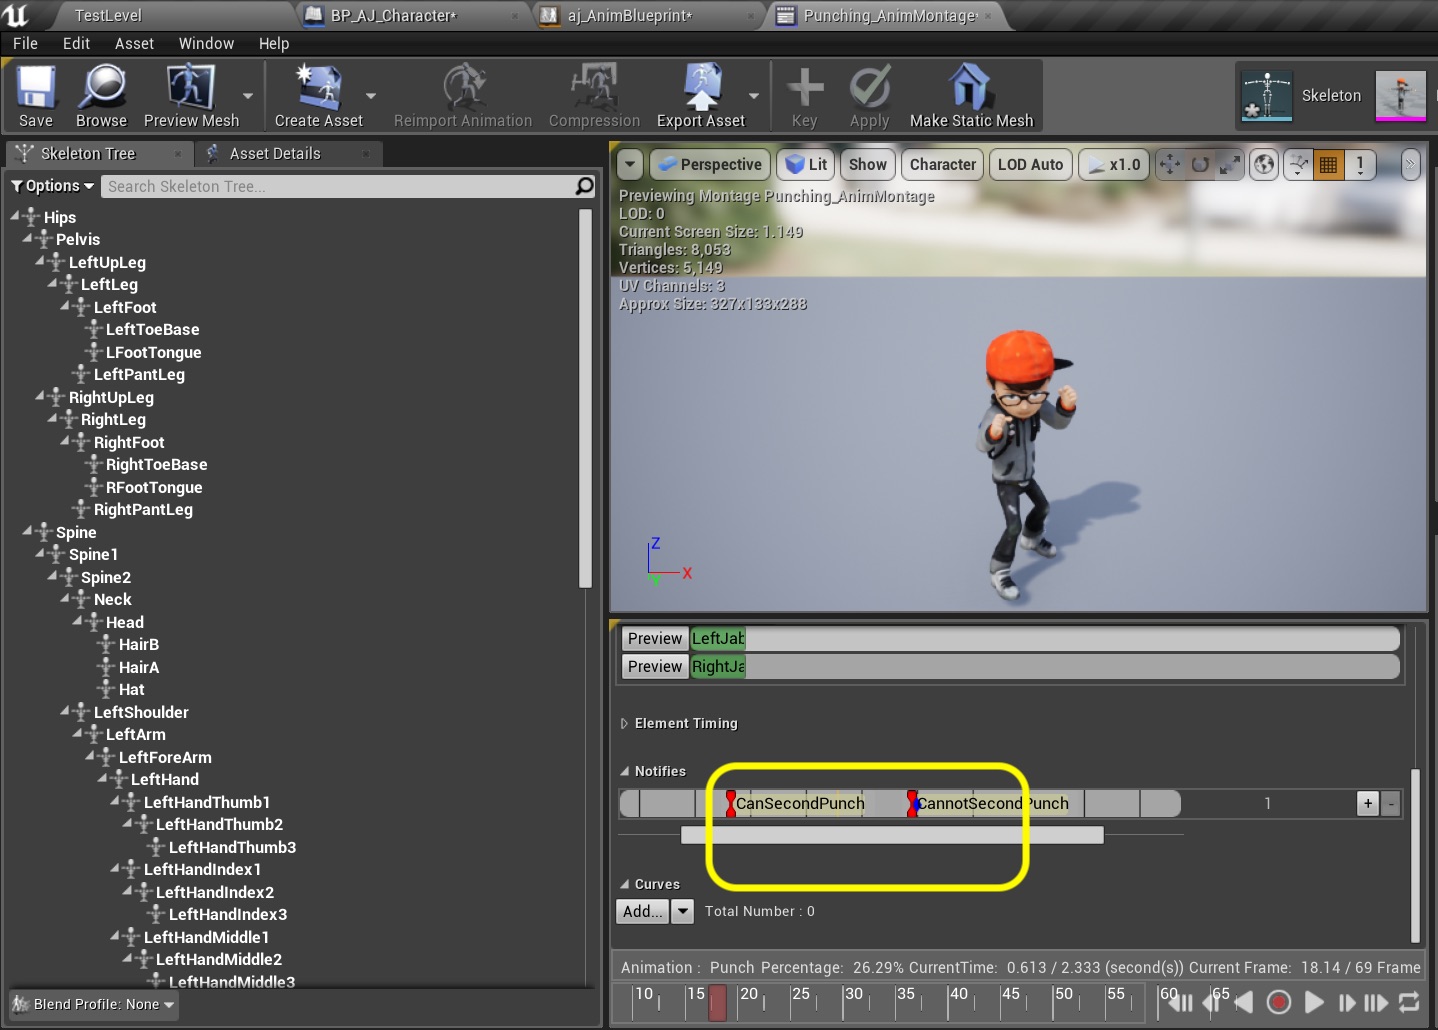 TestLevel
BP_AJ_Character*
aj_AnimBlueprint*
Punching_AnimMontage*
File Edit Asset Window Help
Save Browse Preview Mesh Create Asset Reimport Animation Compression Export Asset Key Apply Make Static Mesh Skeleton
Skeleton Tree
Asset Details
Options
Search Skeleton Tree...
Hips
Pelvis
LeftUpLeg
LeftLeg
LeftFoot
LeftToeBase
LFootTongue
LeftPantLeg
RightUpLeg
RightLeg
RightFoot
RightToeBase
RFootTongue
RightPantLeg
Spine
Spine1
Spine2
Neck
Head
HairB
HairA
Hat
LeftShoulder
LeftArm
LeftForeArm
LeftHand
LeftHandThumb1
LeftHandThumb2
LeftHandThumb3
LeftHandIndex1
LeftHandIndex2
LeftHandIndex3
LeftHandMiddle1
LeftHandMiddle2
LeftHandMiddle3
Blend Profile: None
Perspective Lit Show Character LOD Auto x1.0 1
Previewing Montage Punching_AnimMontage
LOD: 0
Current Screen Size: 1.149
Triangles: 8,053
Vertices: 5,149
UV Channels: 3
Approx Size: 327x133x288
Z
X
Y
Preview LeftJab
Preview RightJa
Element Timing
Notifies
CanSecondPunch CannotSecondPunch 1 + -
Curves
Add... Total Number : 0
Animation : Punch Percentage: 26.29% CurrentTime: 0.613 / 2.333 (second(s)) Current Frame: 18.14 / 69 Frame
10 15 20 25 30 35 40 45 50 55 60 65